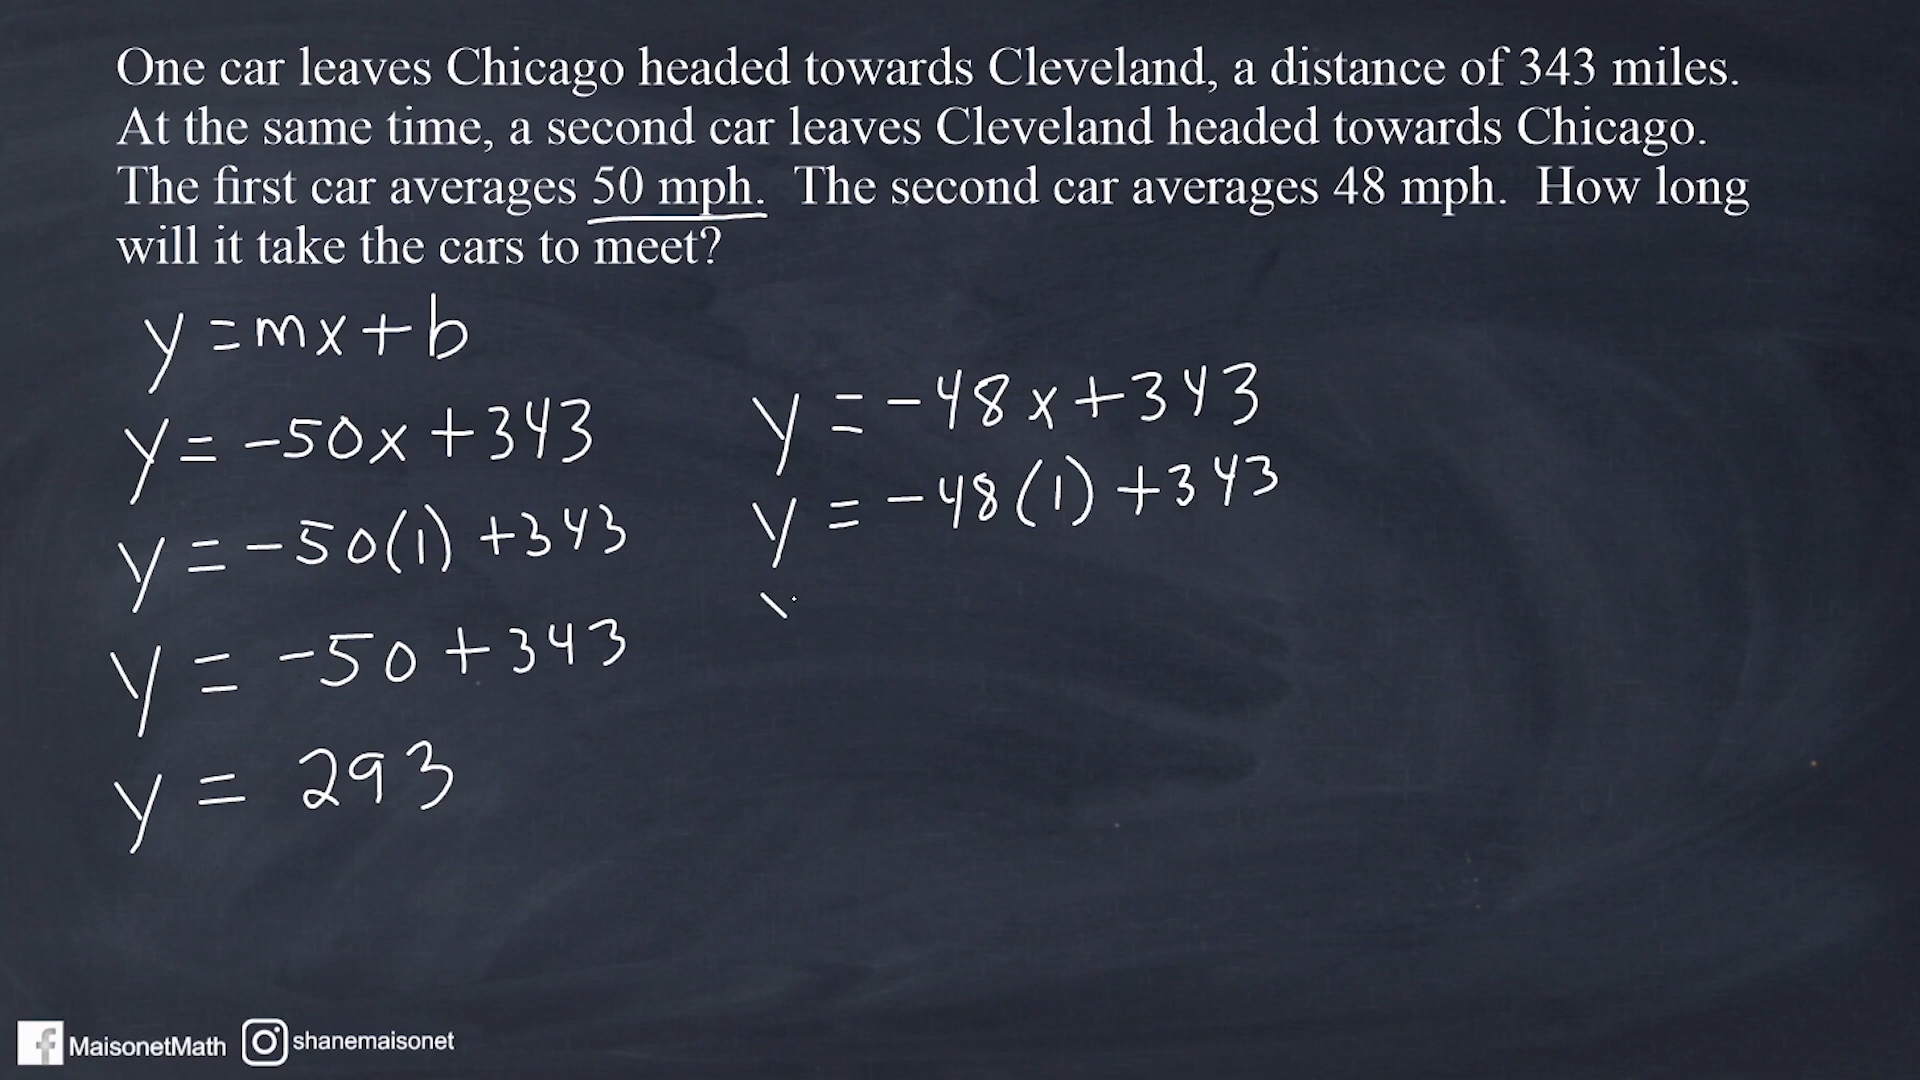 One car leaves Chicago headed towards Cleveland, a distance of 343 miles.
At the same time, a second car leaves Cleveland headed towards Chicago.
The first car averages 50 mph. The second car averages 48 mph. How long
will it take the cars to meet?
y = mx + b
y = -50x + 343
y = -50(1) + 343
y = -50 + 343
y = 293
y = -48x + 343
y = -48(1) + 343
MaisonetMath
shanemaisonet